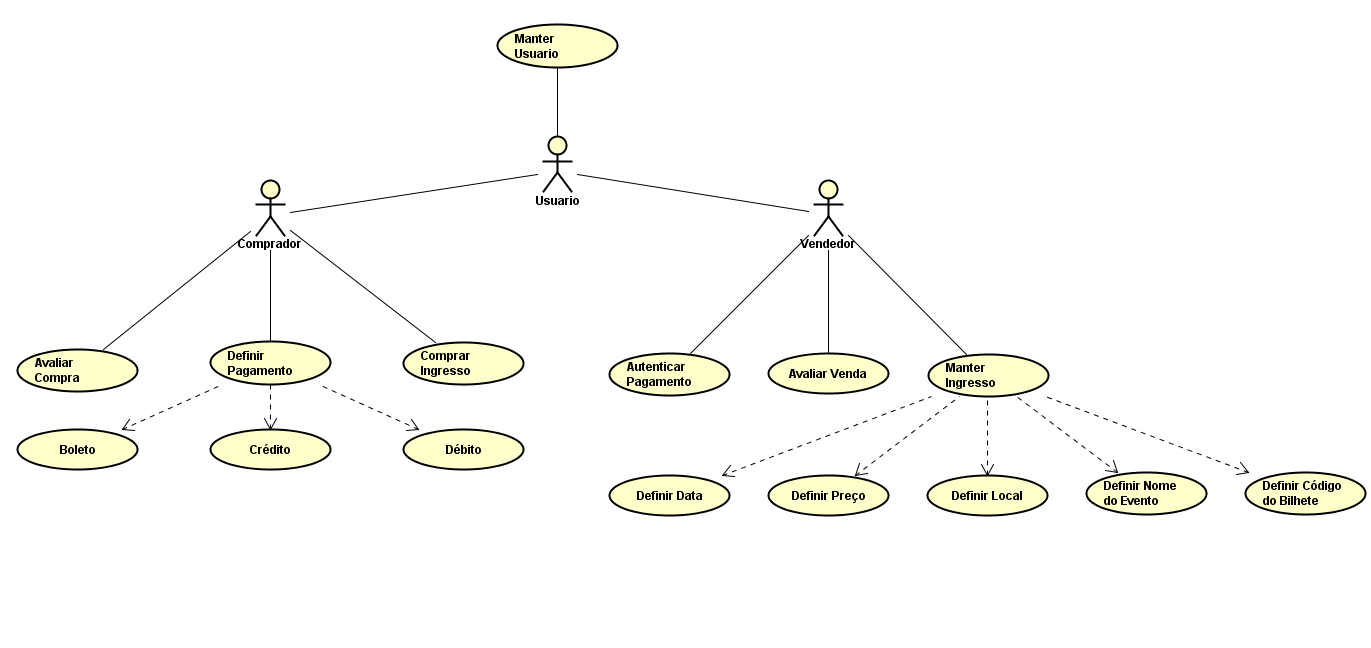 Manter
Usuario
Usuario
Comprador
Vendedor
Avaliar
Compra
Definir
Pagamento
Comprar
Ingresso
Autenticar
Pagamento
Avaliar Venda
Manter
Ingresso
Boleto
Crédito
Débito
Definir Data
Definir Preço
Definir Local
Definir Nome
do Evento
Definir Código
do Bilhete